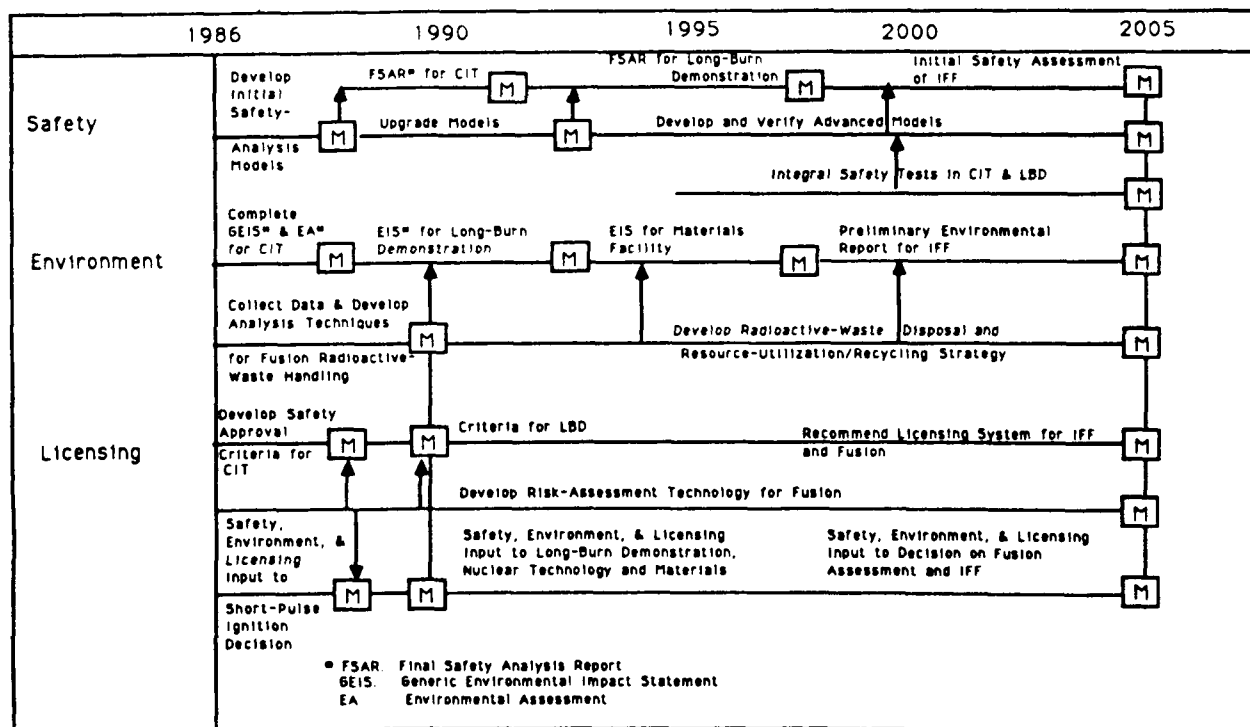 1986 1990 1995 2000 2005
Safety
Develop
Initial
Safety-
Analysis
Models
FSAR* for CIT
M
FSAR for Long-Burn
Demonstration
M
Initial Safety Assessment
of IFF
M
M
Upgrade Models
M
Develop and Verify Advanced Models
M
Integral Safety Tests in CIT & LBD
M
Environment
Complete
GEIS* & EA*
for CIT
M
EIS* for Long-Burn
Demonstration
M
EIS for Materials
Facility
M
Preliminary Environmental
Report for IFF
M
Collect Data & Develop
Analysis Techniques
for Fusion Radioactive-
Waste Handling
M
Develop Radioactive-Waste Disposal and
Resource-Utilization/Recycling Strategy
M
Licensing
Develop Safety
Approval
Criteria for
CIT
M
M
Criteria for LBD
Recommend Licensing System for IFF
and Fusion
M
Develop Risk-Assessment Technology for Fusion
M
Safety,
Environment, &
Licensing
Input to
Short-Pulse
Ignition
Decision
M
M
Safety, Environment, & Licensing
Input to Long-Burn Demonstration,
Nuclear Technology and Materials
Safety, Environment, & Licensing
Input to Decision on Fusion
Assessment and IFF
M
* FSAR. Final Safety Analysis Report
GEIS. Generic Environmental Impact Statement
EA Environmental Assessment